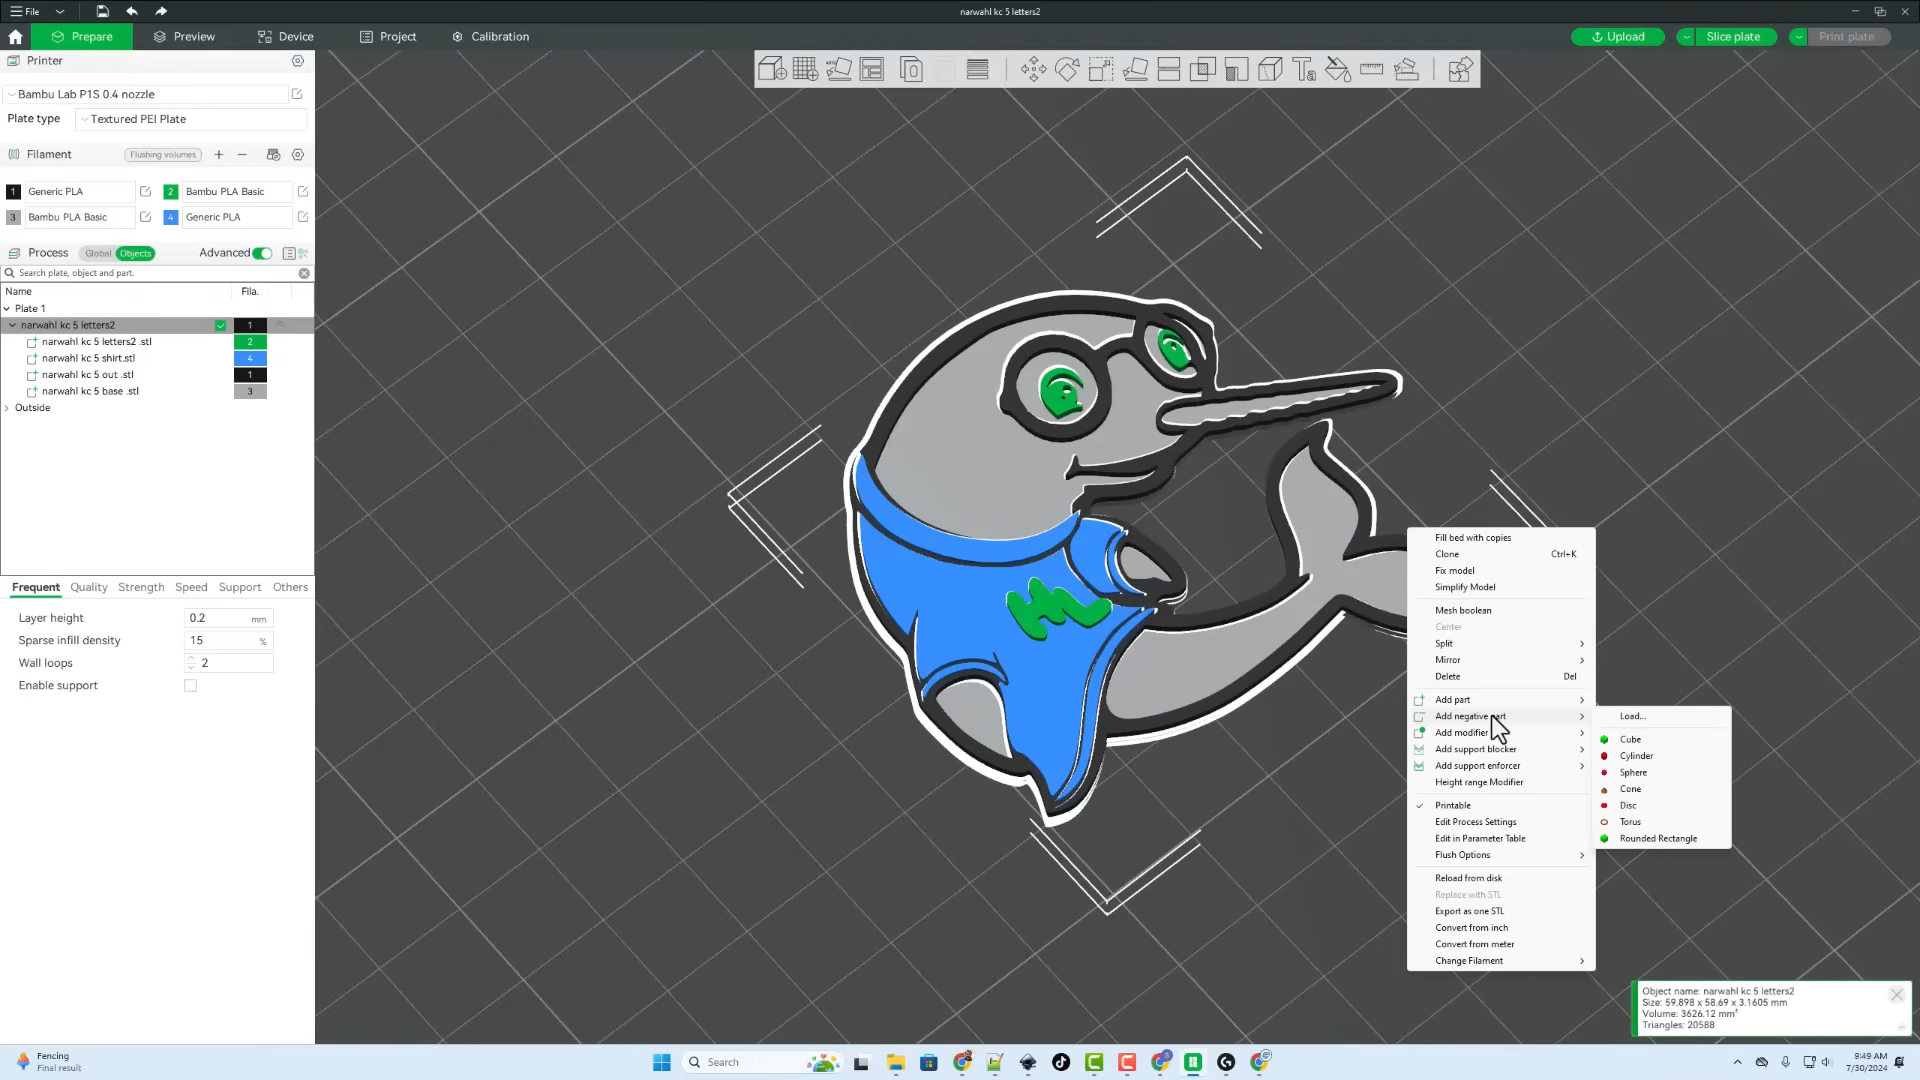 File
narwahl kc 5 letters2
Prepare
Preview
Device
Project
Calibration
Upload
Slice plate
Print plate
Printer
Bambu Lab P1S 0.4 nozzle
Plate type
Textured PEI Plate
Filament
Flushing volumes
1 Generic PLA
2 Bambu PLA Basic
3 Bambu PLA Basic
4 Generic PLA
Process
Global
Objects
Advanced
Search plate, object and part.
Name
Fila.
Plate 1
narwahl kc 5 letters2 1
narwahl kc 5 letters2 .stl 2
narwahl kc 5 shirt.stl 4
narwahl kc 5 out .stl 1
narwahl kc 5 base .stl 3
Outside
Frequent
Quality
Strength
Speed
Support
Others
Layer height 0.2 mm
Sparse infill density 15 %
Wall loops 2
Enable support
Fill bed with copies
Clone Ctrl+K
Fix model
Simplify Model
Mesh boolean
Center
Split
Mirror
Delete Del
Add part
Add negative part
Add modifier
Add support blocker
Add support enforcer
Height range Modifier
Printable
Edit Process Settings
Edit in Parameter Table
Flush Options
Reload from disk
Replace with STL
Export as one STL
Convert from inch
Convert from meter
Change Filament
Load...
Cube
Cylinder
Sphere
Cone
Disc
Torus
Rounded Rectangle
Object name: narwahl kc 5 letters2
Size: 59.898 x 58.69 x 3.1605 mm
Volume: 3626.12 mm³
Triangles: 20588
Fencing
Final result
Search
9:49 AM
7/30/2024